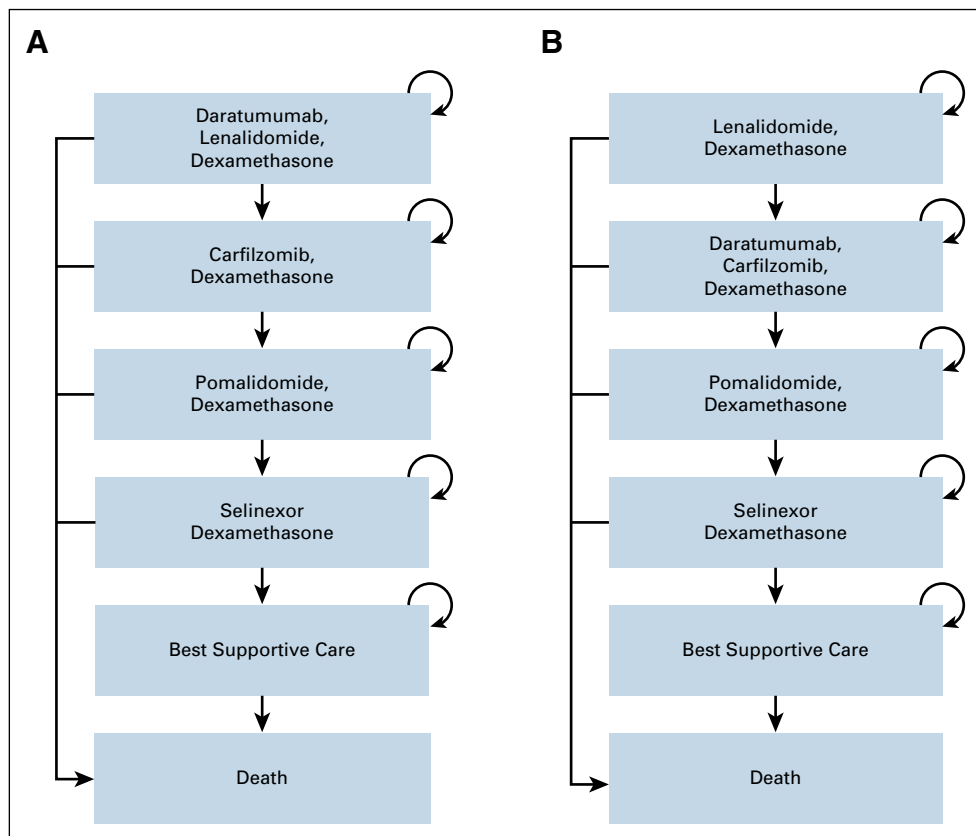 A
Daratumumab,
Lenalidomide,
Dexamethasone
Carfilzomib,
Dexamethasone
Pomalidomide,
Dexamethasone
Selinexor
Dexamethasone
Best Supportive Care
Death
B
Lenalidomide,
Dexamethasone
Daratumumab,
Carfilzomib,
Dexamethasone
Pomalidomide,
Dexamethasone
Selinexor
Dexamethasone
Best Supportive Care
Death